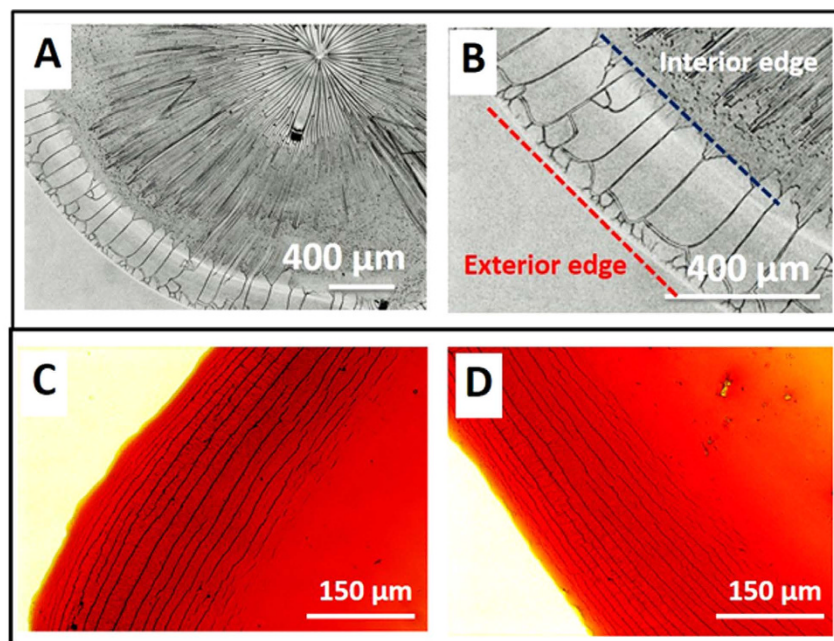 A
400 µm
B
Interior edge
Exterior edge
400 µm
C
150 µm
D
150 µm